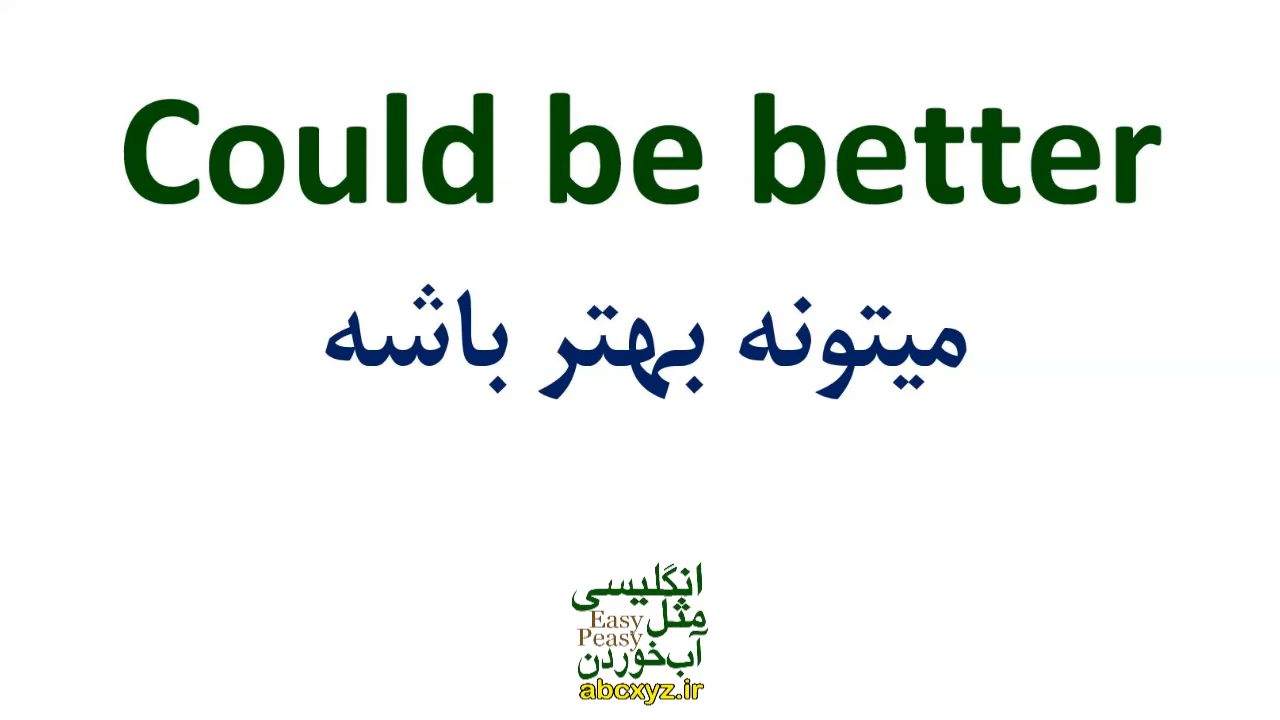 Could be better
میتونه بهتر باشه
انگلیسی
مثل
Easy
Peasy
آب‌خوردن
abcxyz.ir